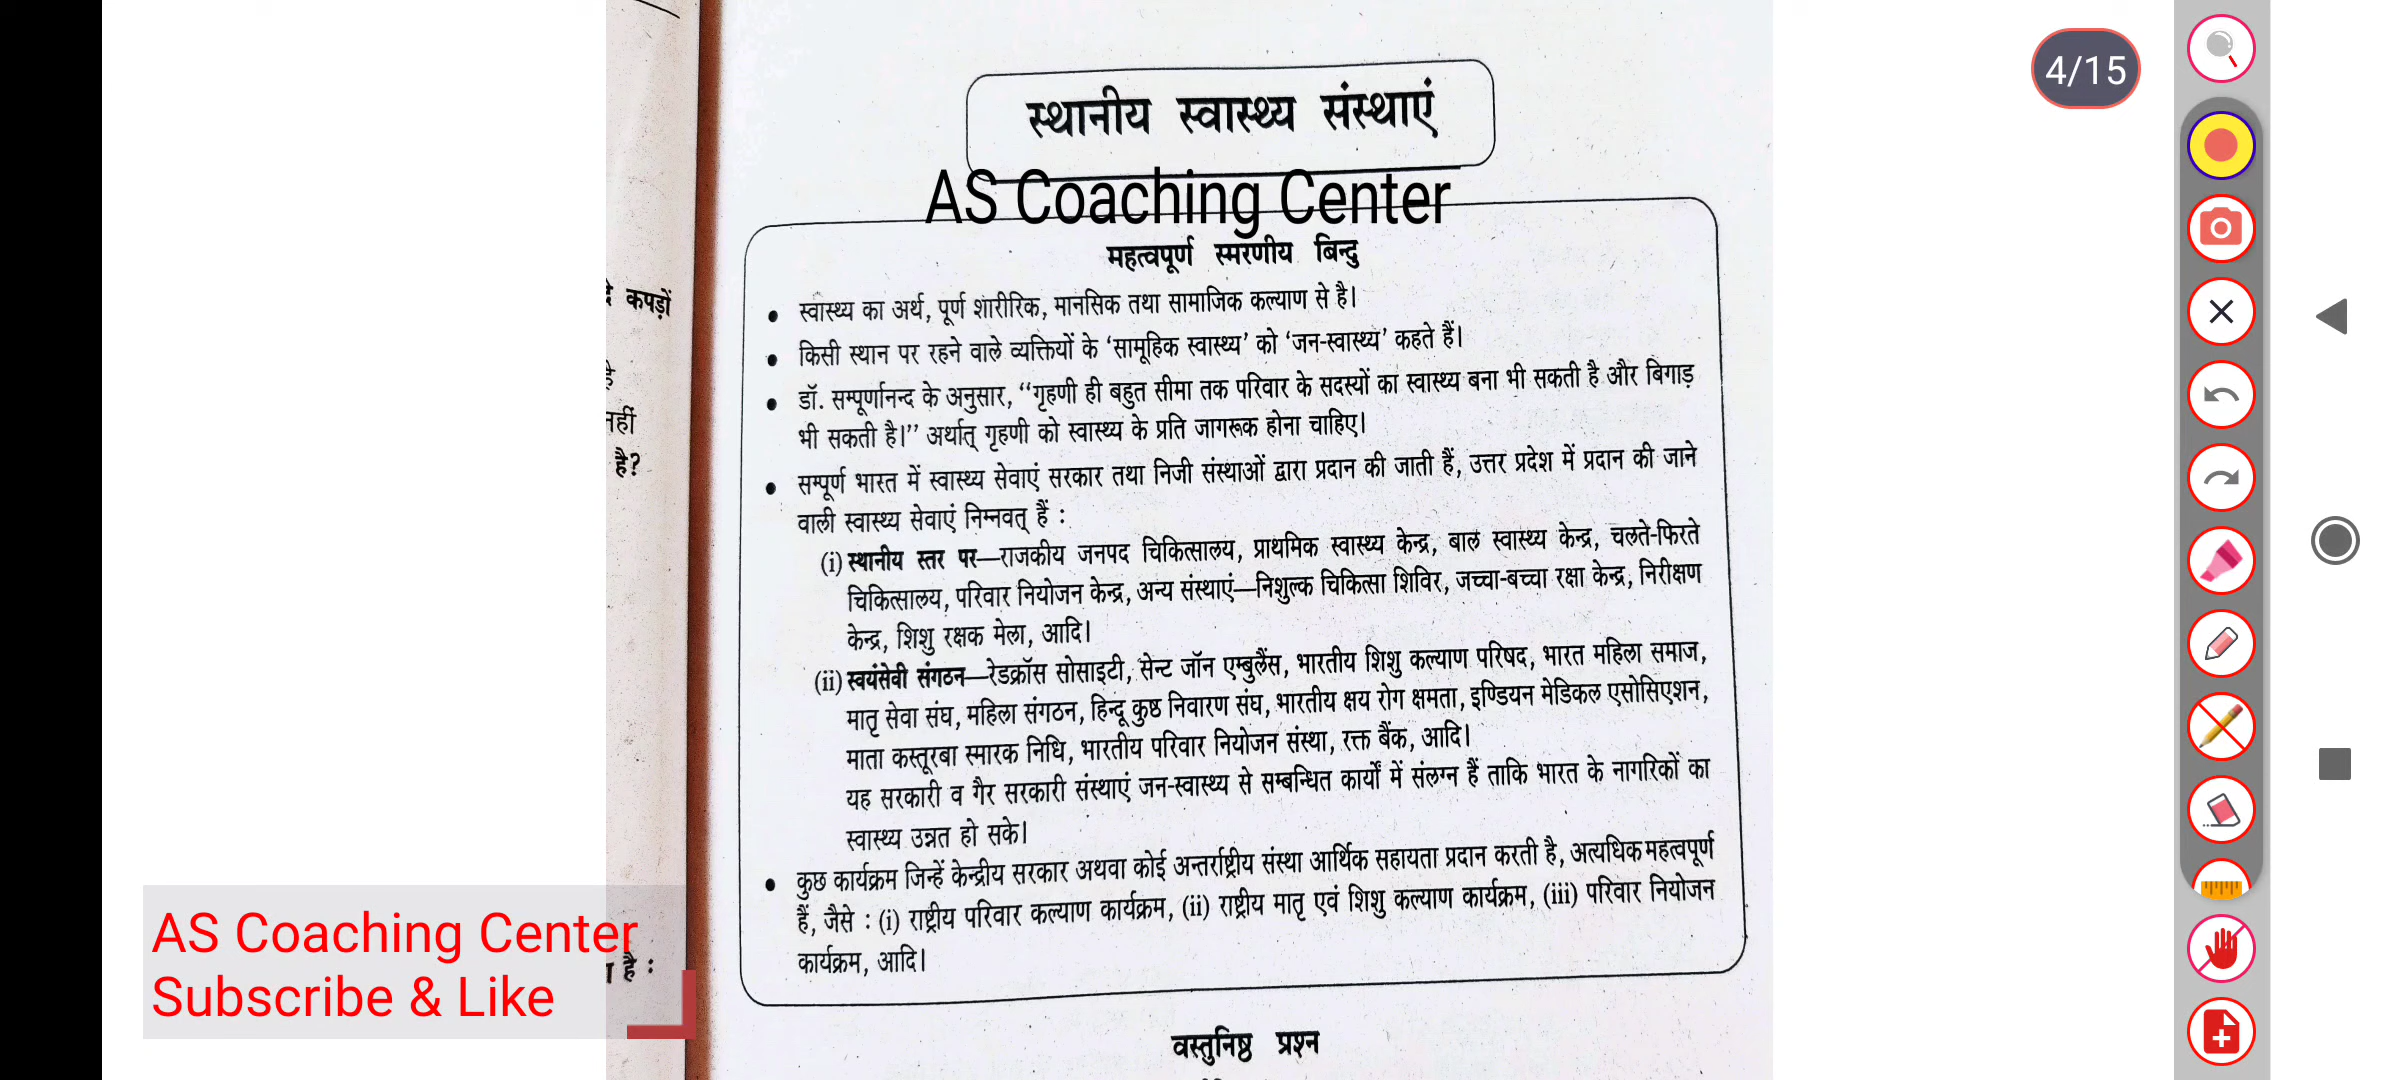 4/15
स्थानीय स्वास्थ्य संस्थाएं
AS Coaching Center
महत्वपूर्ण स्मरणीय बिन्दु
• स्वास्थ्य का अर्थ, पूर्ण शारीरिक, मानसिक तथा सामाजिक कल्याण से है।
• किसी स्थान पर रहने वाले व्यक्तियों के ‘सामूहिक स्वास्थ्य’ को ‘जन-स्वास्थ्य’ कहते हैं।
• डॉ. सम्पूर्णानन्द के अनुसार, ‘‘गृहणी ही बहुत सीमा तक परिवार के सदस्यों का स्वास्थ्य बना भी सकती है और बिगाड़
भी सकती है।’’ अर्थात् गृहणी को स्वास्थ्य के प्रति जागरूक होना चाहिए।
• सम्पूर्ण भारत में स्वास्थ्य सेवाएं सरकार तथा निजी संस्थाओं द्वारा प्रदान की जाती हैं, उत्तर प्रदेश में प्रदान की जाने
वाली स्वास्थ्य सेवाएं निम्नवत् हैं :
(i) स्थानीय स्तर पर—राजकीय जनपद चिकित्सालय, प्राथमिक स्वास्थ्य केन्द्र, बाल स्वास्थ्य केन्द्र, चलते-फिरते
चिकित्सालय, परिवार नियोजन केन्द्र, अन्य संस्थाएं—निशुल्क चिकित्सा शिविर, जच्चा-बच्चा रक्षा केन्द्र, निरीक्षण
केन्द्र, शिशु रक्षक मेला, आदि।
(ii) स्वयंसेवी संगठन—रेडक्रॉस सोसाइटी, सेन्ट जॉन एम्बुलैंस, भारतीय शिशु कल्याण परिषद, भारत महिला समाज,
मातृ सेवा संघ, महिला संगठन, हिन्दू कुष्ठ निवारण संघ, भारतीय क्षय रोग क्षमता, इण्डियन मेडिकल एसोसिएशन,
माता कस्तूरबा स्मारक निधि, भारतीय परिवार नियोजन संस्था, रक्त बैंक, आदि।
यह सरकारी व गैर सरकारी संस्थाएं जन-स्वास्थ्य से सम्बन्धित कार्यों में संलग्न हैं ताकि भारत के नागरिकों का
स्वास्थ्य उन्नत हो सके।
• कुछ कार्यक्रम जिन्हें केन्द्रीय सरकार अथवा कोई अन्तर्राष्ट्रीय संस्था आर्थिक सहायता प्रदान करती है, अत्यधिक महत्वपूर्ण
हैं, जैसे : (i) राष्ट्रीय परिवार कल्याण कार्यक्रम, (ii) राष्ट्रीय मातृ एवं शिशु कल्याण कार्यक्रम, (iii) परिवार नियोजन
कार्यक्रम, आदि।
वस्तुनिष्ठ प्रश्न
कपड़ों
है
नहीं
है?
है :
AS Coaching Center
Subscribe & Like